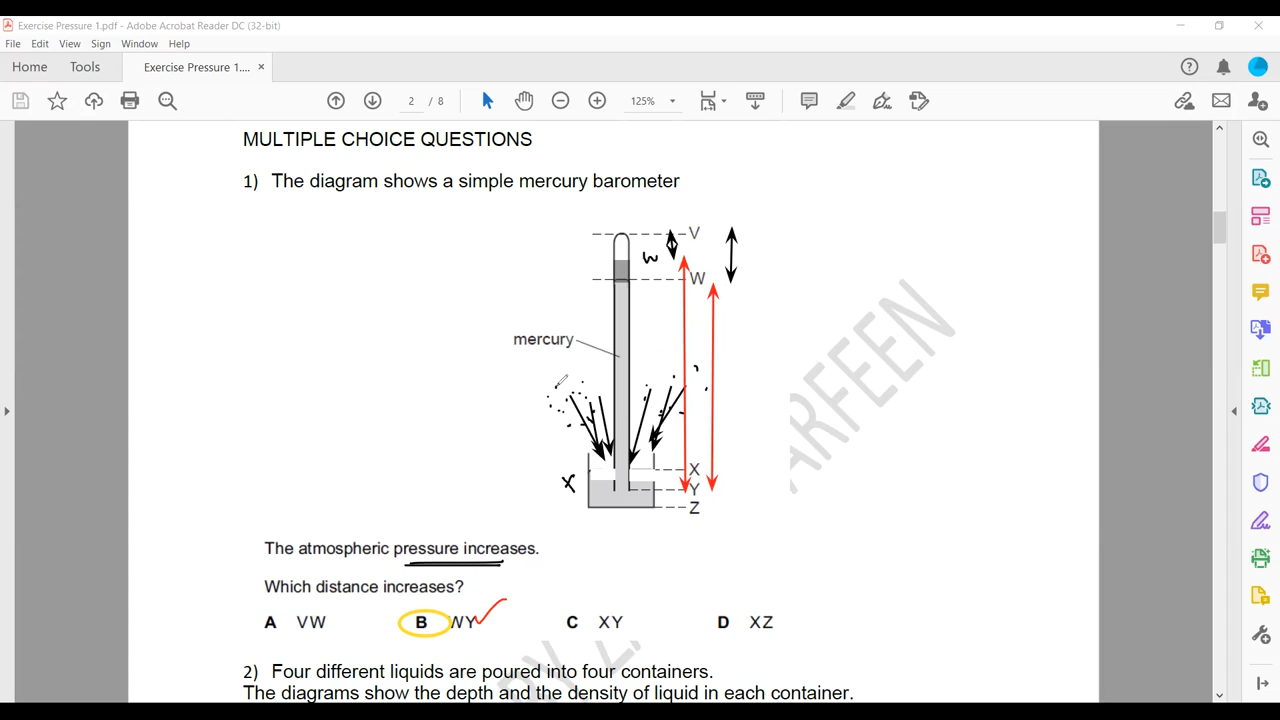 Exercise Pressure 1.pdf - Adobe Acrobat Reader DC (32-bit)
File Edit View Sign Window Help
Home Tools Exercise Pressure 1.... ×
2 / 8 125%
MULTIPLE CHOICE QUESTIONS
1) The diagram shows a simple mercury barometer
V
W
W
mercury
X
X
Y
Z
ARFEEN
The atmospheric pressure increases.
Which distance increases?
A VW B WY C XY D XZ
2) Four different liquids are poured into four containers.
The diagrams show the depth and the density of liquid in each container.